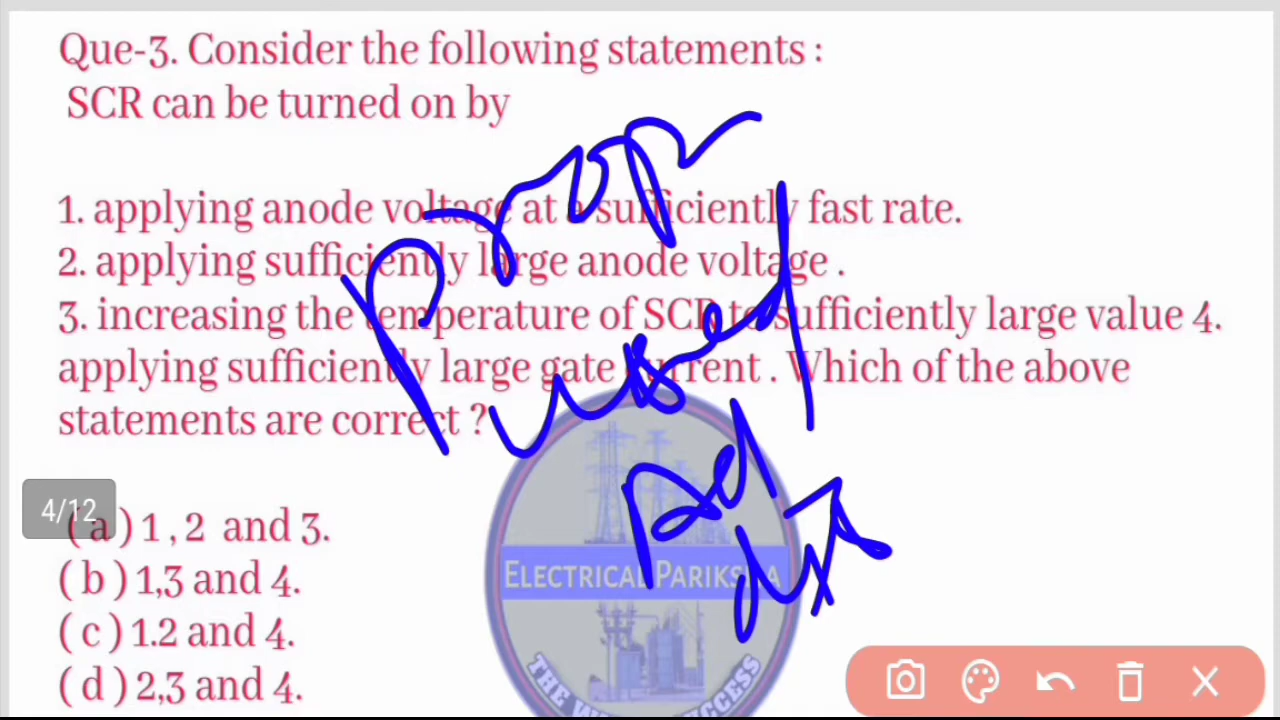 Que-3. Consider the following statements :
SCR can be turned on by
1. applying anode voltage at a sufficiently fast rate.
2. applying sufficiently large anode voltage .
3. increasing the temperature of SCR to sufficiently large value 4.
applying sufficiently large gate current . Which of the above
statements are correct ?
4/12
( a ) 1 , 2 and 3.
( b ) 1,3 and 4.
( c ) 1.2 and 4.
( d ) 2,3 and 4.
ELECTRICAL PARIKSHA
used